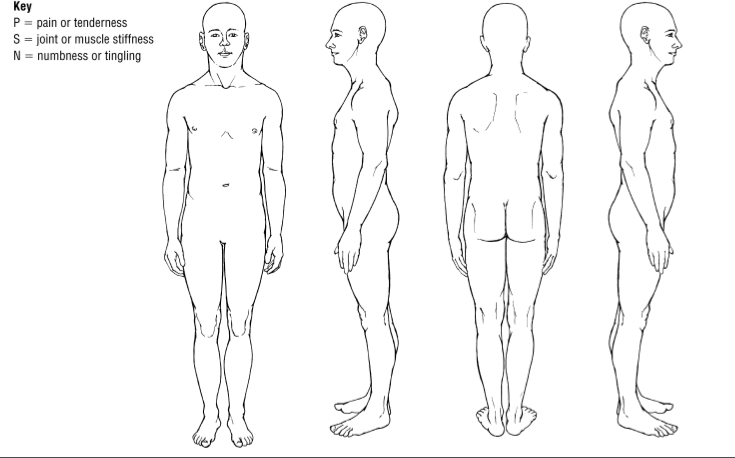 Key
P = pain or tenderness
S = joint or muscle stiffness
N = numbness or tingling